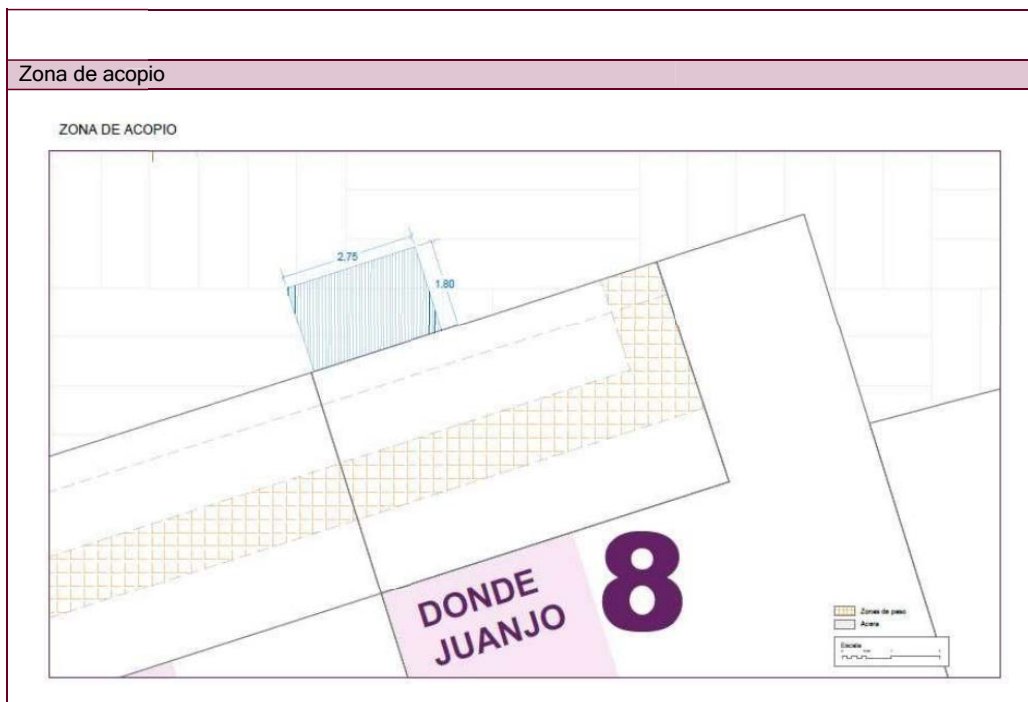 Zona de acopio
ZONA DE ACOPIO
2.75
1.80
DONDE
JUANJO
8
Zonas de paso
Acera
Escala